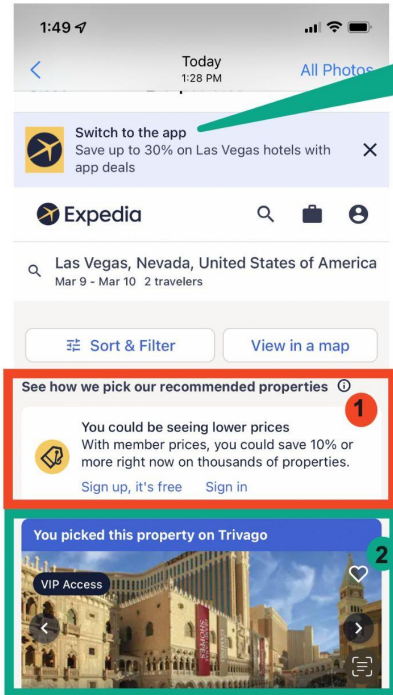 1:49
Today
1:28 PM
All Photos
Switch to the app
Save up to 30% on Las Vegas hotels with
app deals
Expedia
Las Vegas, Nevada, United States of America
Mar 9 - Mar 10 2 travelers
Sort & Filter
View in a map
See how we pick our recommended properties
1
You could be seeing lower prices
With member prices, you could save 10% or
more right now on thousands of properties.
Sign up, it's free Sign in
You picked this property on Trivago
2
VIP Access
SHOPPES